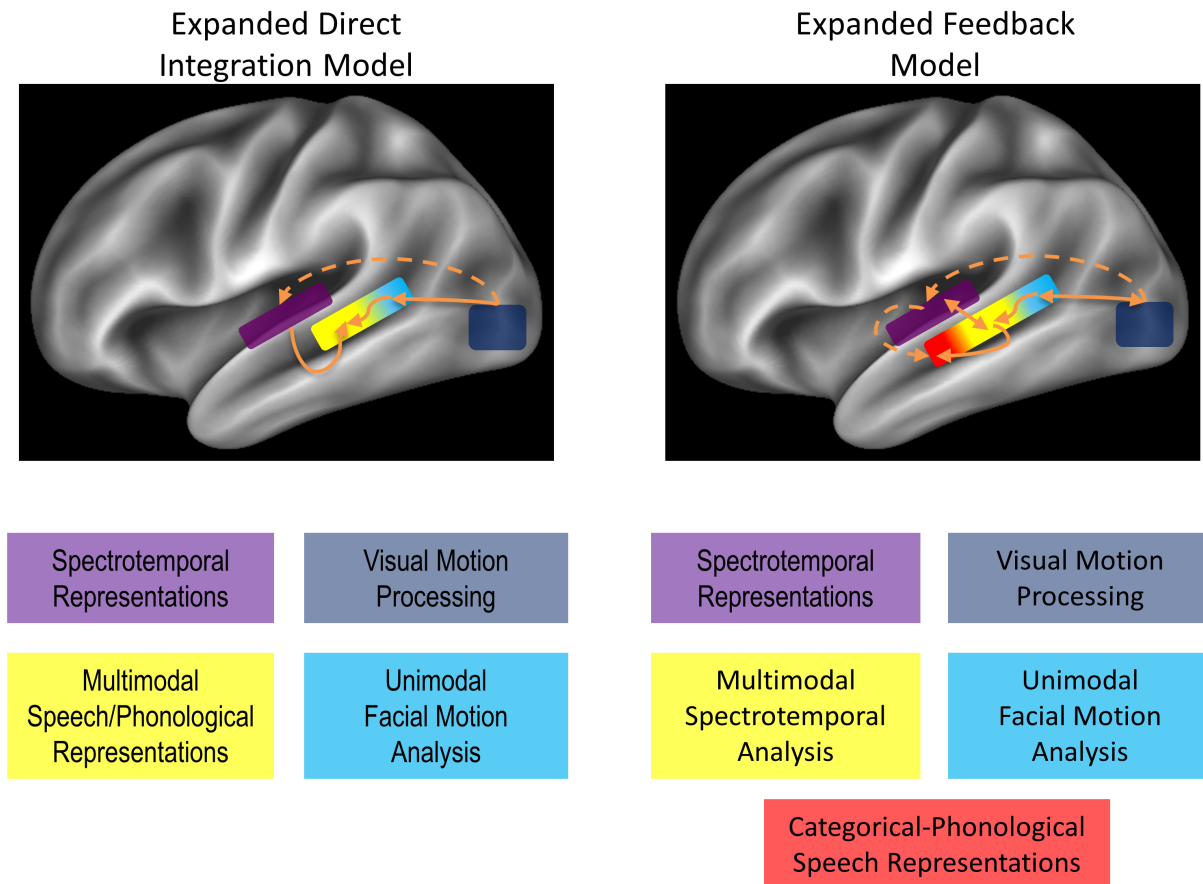 Expanded Direct
Integration Model
Expanded Feedback
Model
Spectrotemporal
Representations
Visual Motion
Processing
Multimodal
Speech/Phonological
Representations
Unimodal
Facial Motion
Analysis
Spectrotemporal
Representations
Visual Motion
Processing
Multimodal
Spectrotemporal
Analysis
Unimodal
Facial Motion
Analysis
Categorical-Phonological
Speech Representations